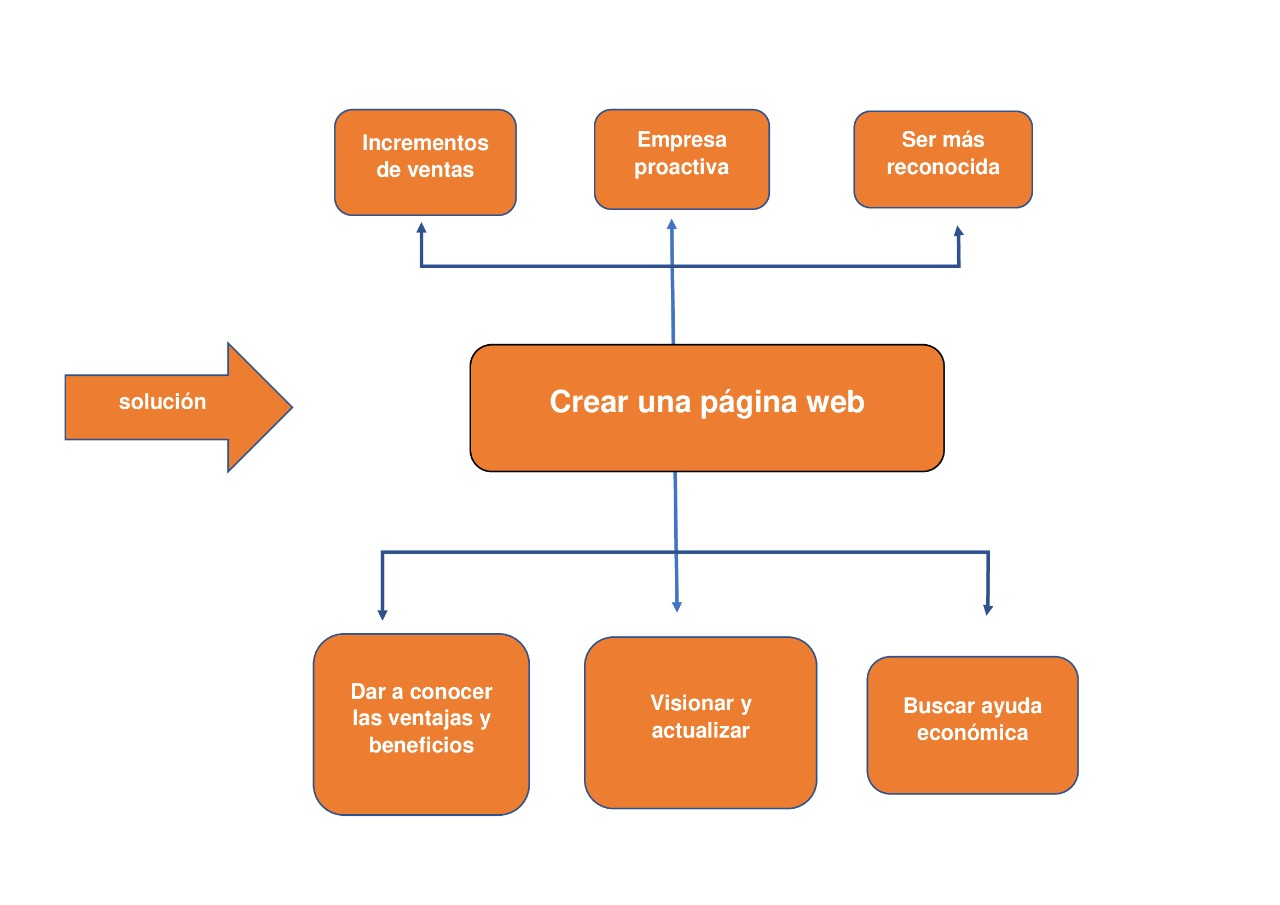 Incrementos
de ventas
Empresa
proactiva
Ser más
reconocida
solución
Crear una página web
Dar a conocer
las ventajas y
beneficios
Visionar y
actualizar
Buscar ayuda
económica